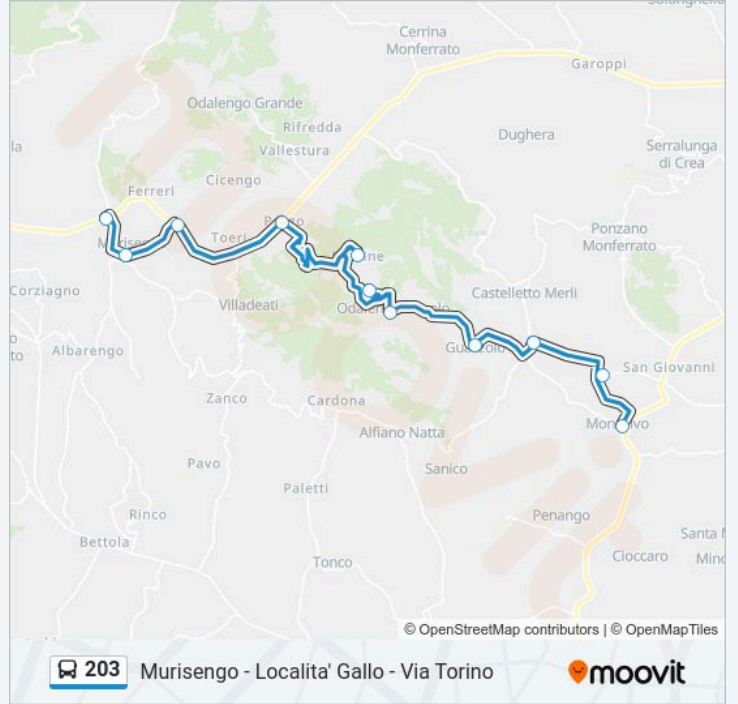 Cerrina
Monferrato
Garoppi
Odalengo Grande
Rifredda
Vallestura
Dughera
Serralunga
di Crea
Cicengo
Ferreri
Toeri
Ponzano
Monferrato
Corziagno
Villadeati
Castelletto Merli
Albarengo
San Giovanni
Zanco
Cardona
Alfiano Natta
Sanico
Pavo
Paletti
Rinco
Penango
Bettola
Cioccaro
Tonco
© OpenStreetMap contributors | © OpenMapTiles
203 Murisengo - Localita' Gallo - Via Torino
moovit